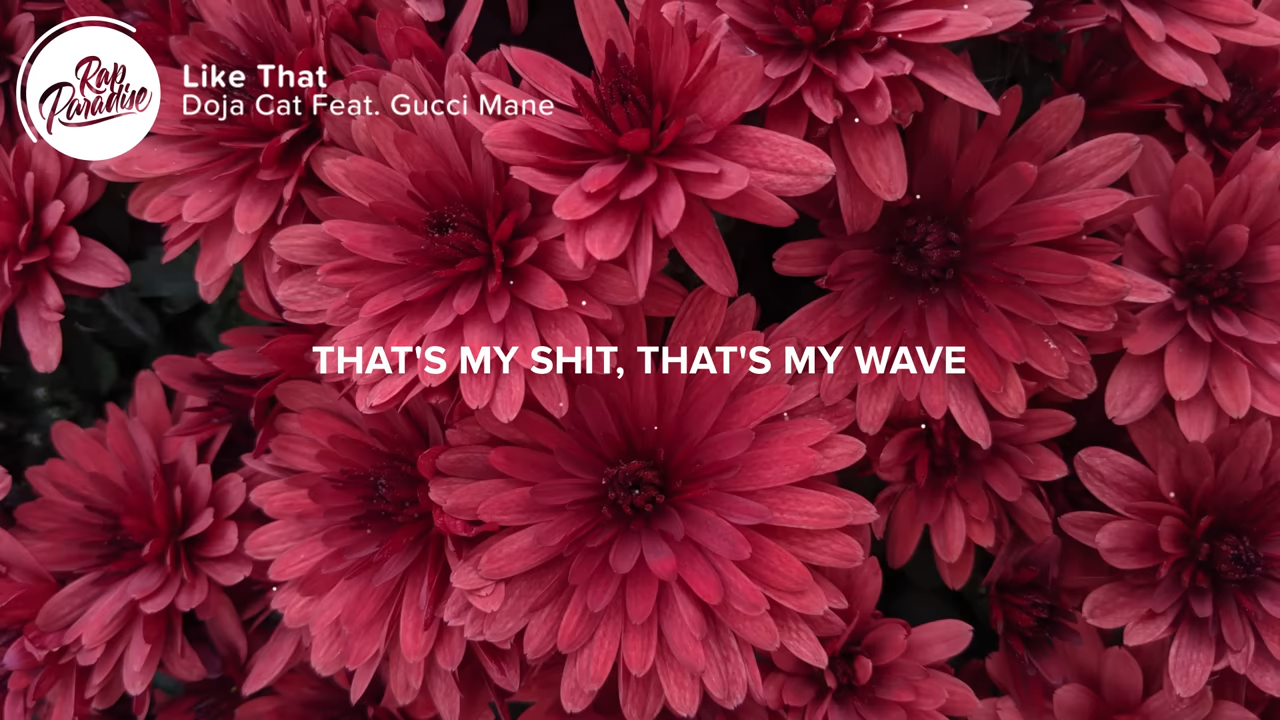 Rap
Paradise
Like That
Doja Cat Feat. Gucci Mane
THAT'S MY SHIT, THAT'S MY WAVE